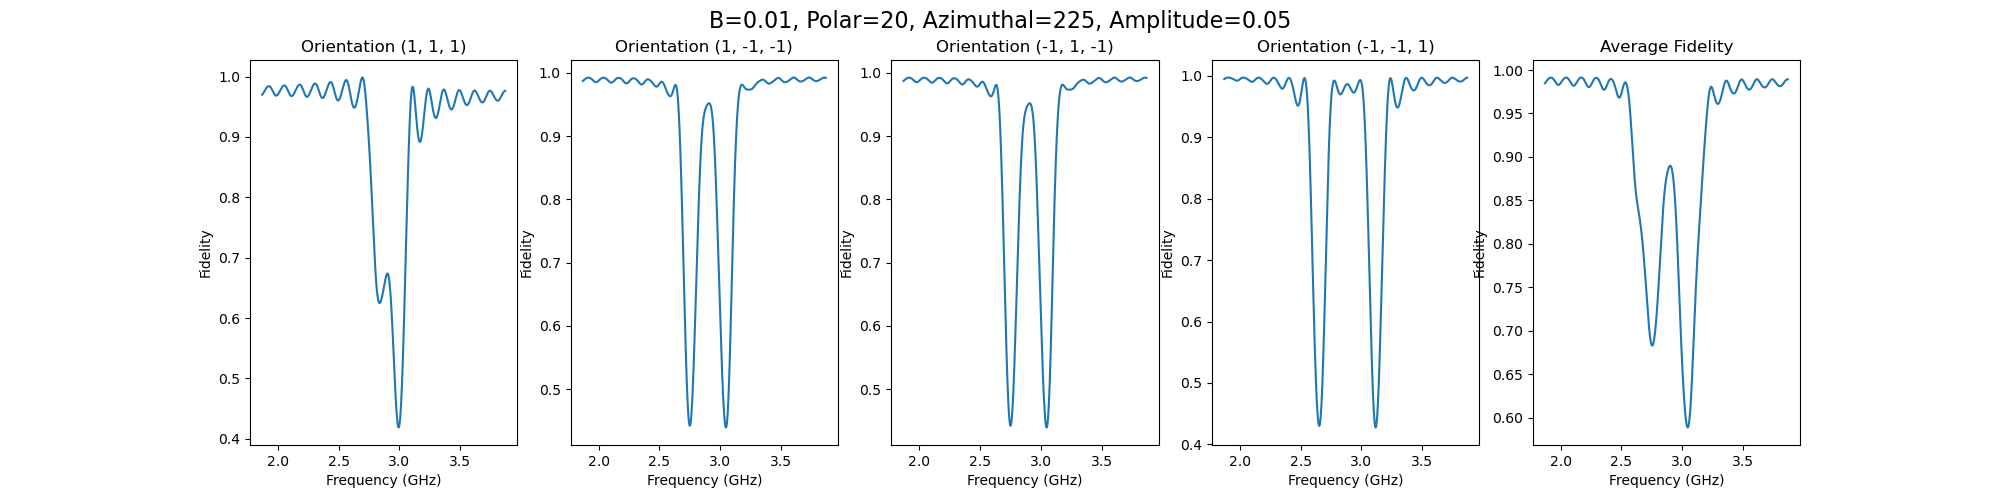 B=0.01, Polar=20, Azimuthal=225, Amplitude=0.05
Orientation (1, 1, 1)
1.0
0.9
0.8
0.7
0.6
0.5
0.4
Fidelity
2.0 2.5 3.0 3.5
Frequency (GHz)
Orientation (1, -1, -1)
1.0
0.9
0.8
0.7
0.6
0.5
Fidelity
2.0 2.5 3.0 3.5
Frequency (GHz)
Orientation (-1, 1, -1)
1.0
0.9
0.8
0.7
0.6
0.5
Fidelity
2.0 2.5 3.0 3.5
Frequency (GHz)
Orientation (-1, -1, 1)
1.0
0.9
0.8
0.7
0.6
0.5
0.4
Fidelity
2.0 2.5 3.0 3.5
Frequency (GHz)
Average Fidelity
1.00
0.95
0.90
0.85
0.80
0.75
0.70
0.65
0.60
Fidelity
2.0 2.5 3.0 3.5
Frequency (GHz)